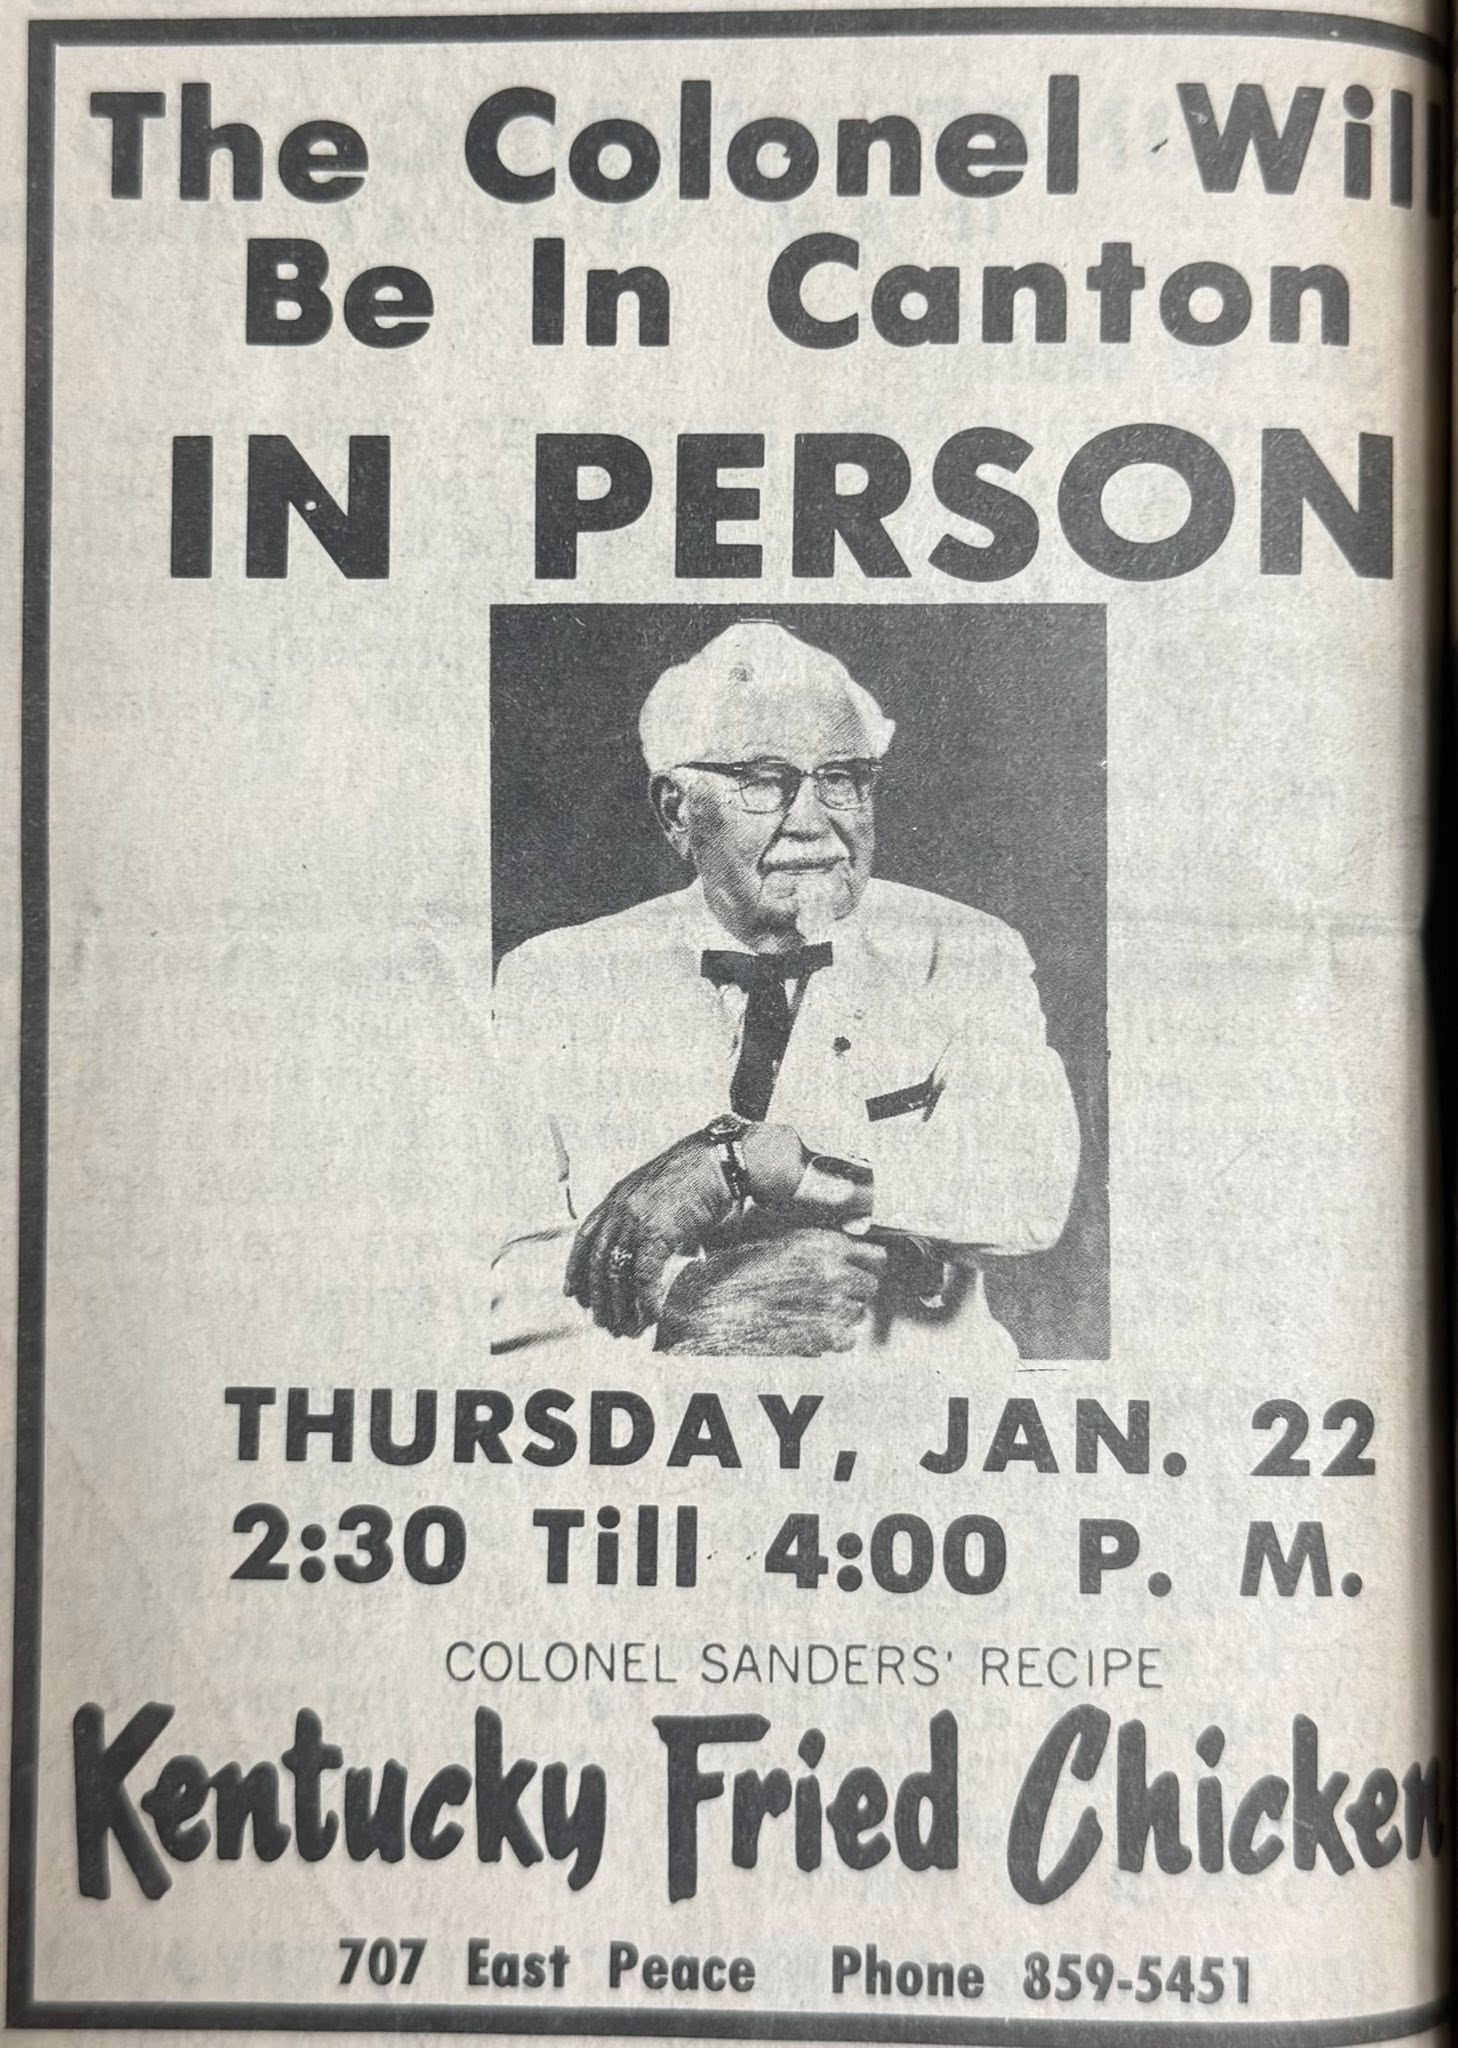 The Colonel Will
Be In Canton
IN PERSON
THURSDAY, JAN. 22
2:30 Till 4:00 P. M.
COLONEL SANDERS' RECIPE
Kentucky Fried Chicken
707 East Peace Phone 859-5451